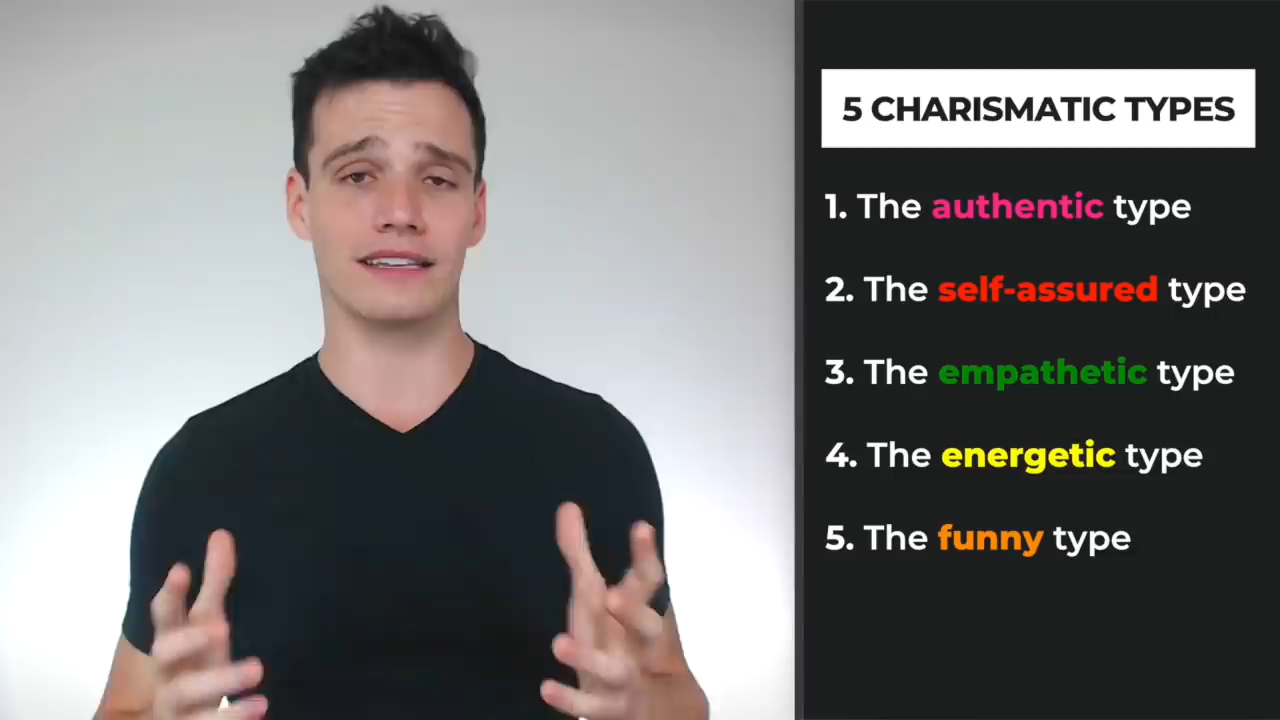 5 CHARISMATIC TYPES
1. The authentic type
2. The self-assured type
3. The empathetic type
4. The energetic type
5. The funny type